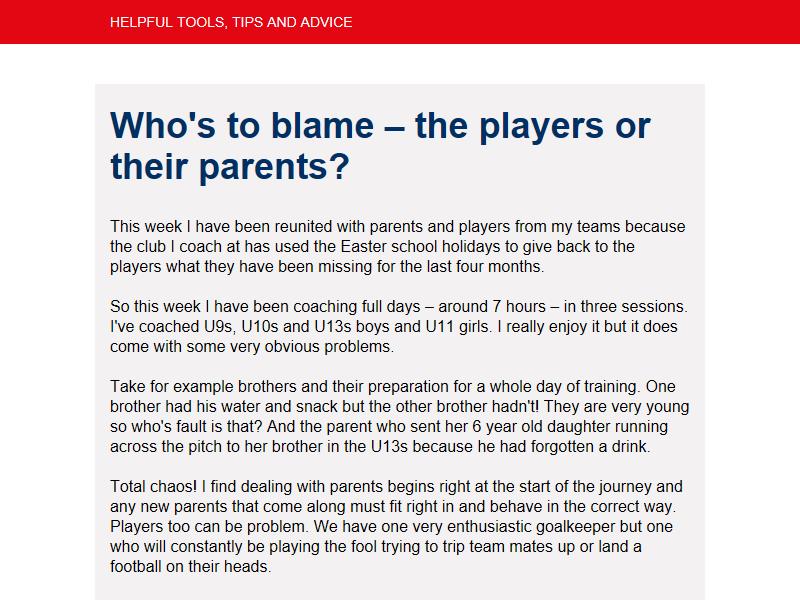 HELPFUL TOOLS, TIPS AND ADVICE
Who's to blame – the players or
their parents?
This week I have been reunited with parents and players from my teams because
the club I coach at has used the Easter school holidays to give back to the
players what they have been missing for the last four months.
So this week I have been coaching full days – around 7 hours – in three sessions.
I've coached U9s, U10s and U13s boys and U11 girls. I really enjoy it but it does
come with some very obvious problems.
Take for example brothers and their preparation for a whole day of training. One
brother had his water and snack but the other brother hadn't! They are very young
so who's fault is that? And the parent who sent her 6 year old daughter running
across the pitch to her brother in the U13s because he had forgotten a drink.
Total chaos! I find dealing with parents begins right at the start of the journey and
any new parents that come along must fit right in and behave in the correct way.
Players too can be problem. We have one very enthusiastic goalkeeper but one
who will constantly be playing the fool trying to trip team mates up or land a
football on their heads.